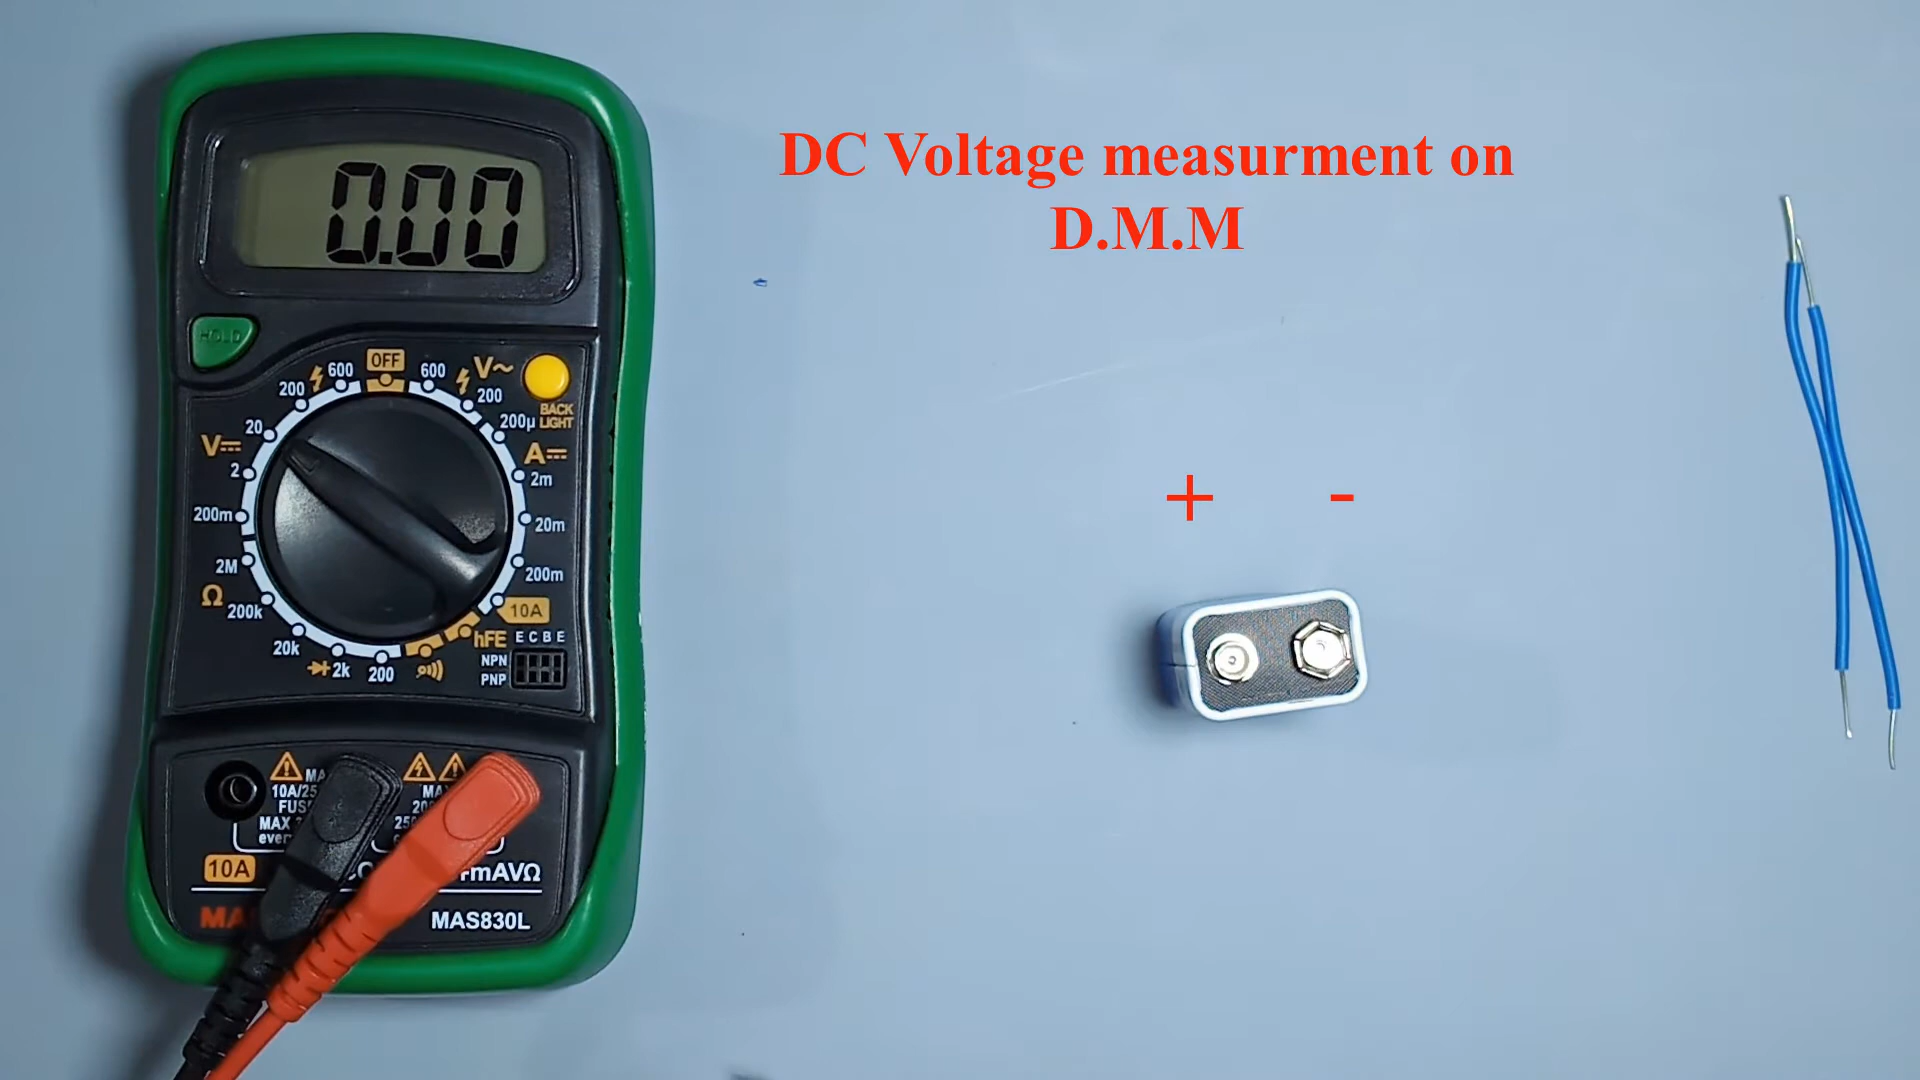 DC Voltage measurment on
D.M.M
0.00
HOLD
OFF
600
600
V~
200
200
200µ
BACK
LIGHT
20
V
A
2
2m
200m
20m
2M
200m
Ω
200k
10A
hFE
E C B E
20k
2k
200
NPN
PNP
+ -
10A
mAVΩ
MAS830L